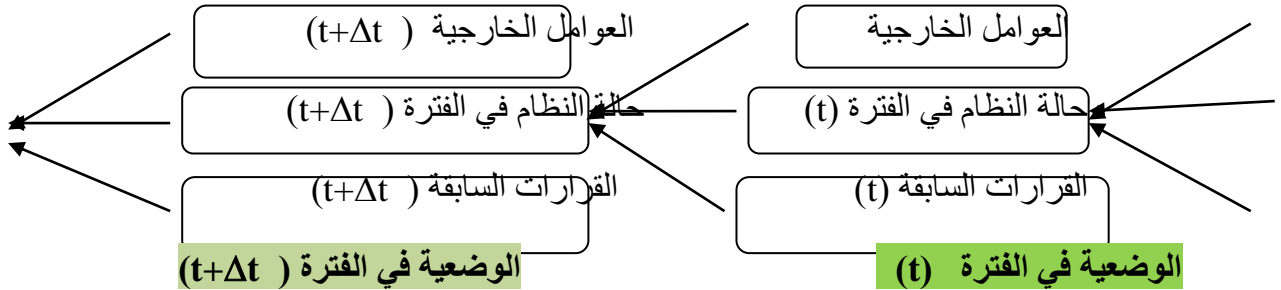 العوامل الخارجية
العوامل الخارجية ( t+Δt)
حالة النظام في الفترة (t)
حالة النظام في الفترة ( t+Δt)
القرارات السابقة (t)
القرارات السابقة ( t+Δt)
الوضعية في الفترة (t)
الوضعية في الفترة ( t+Δt)